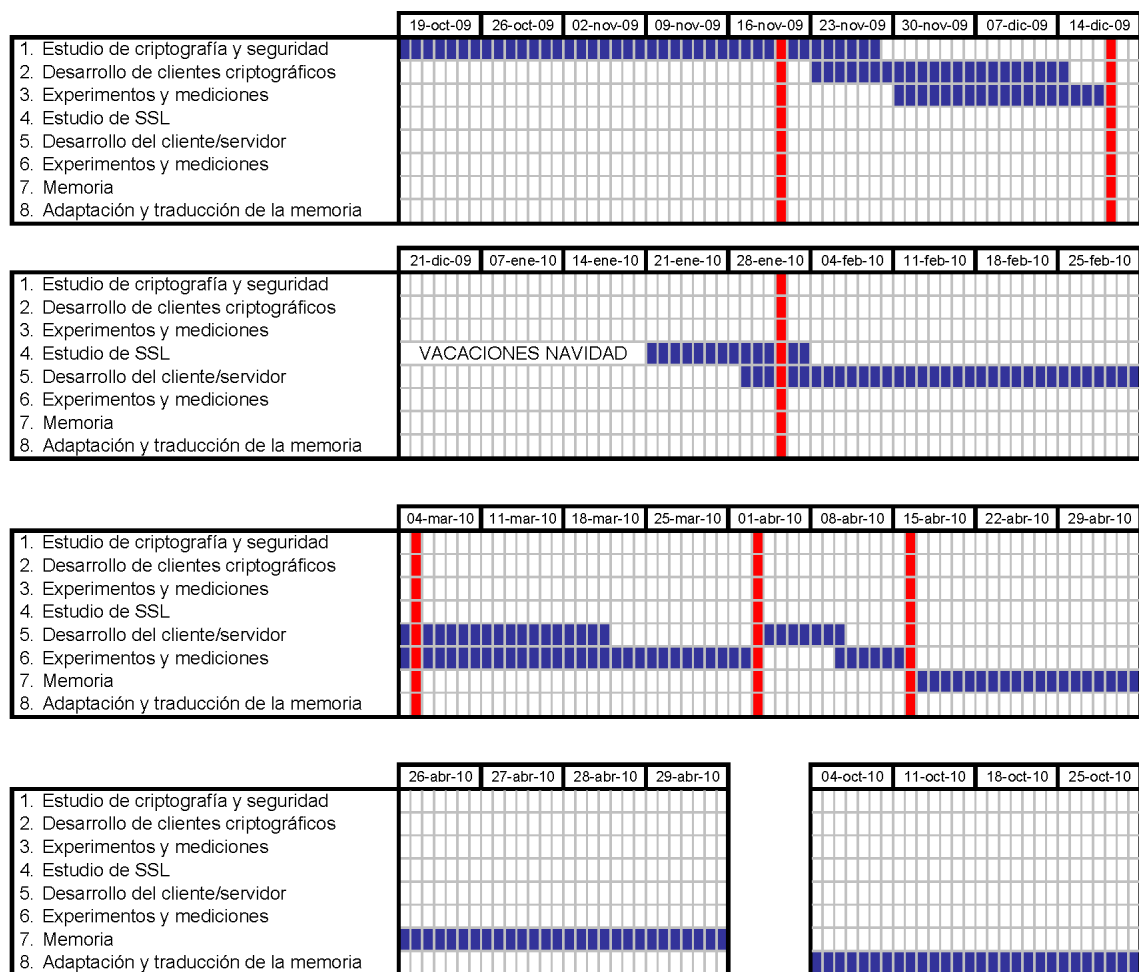 19-oct-09 26-oct-09 02-nov-09 09-nov-09 16-nov-09 23-nov-09 30-nov-09 07-dic-09 14-dic-09
1. Estudio de criptografía y seguridad
2. Desarrollo de clientes criptográficos
3. Experimentos y mediciones
4. Estudio de SSL
5. Desarrollo del cliente/servidor
6. Experimentos y mediciones
7. Memoria
8. Adaptación y traducción de la memoria
21-dic-09 07-ene-10 14-ene-10 21-ene-10 28-ene-10 04-feb-10 11-feb-10 18-feb-10 25-feb-10
1. Estudio de criptografía y seguridad
2. Desarrollo de clientes criptográficos
3. Experimentos y mediciones
4. Estudio de SSL VACACIONES NAVIDAD
5. Desarrollo del cliente/servidor
6. Experimentos y mediciones
7. Memoria
8. Adaptación y traducción de la memoria
04-mar-10 11-mar-10 18-mar-10 25-mar-10 01-abr-10 08-abr-10 15-abr-10 22-abr-10 29-abr-10
1. Estudio de criptografía y seguridad
2. Desarrollo de clientes criptográficos
3. Experimentos y mediciones
4. Estudio de SSL
5. Desarrollo del cliente/servidor
6. Experimentos y mediciones
7. Memoria
8. Adaptación y traducción de la memoria
26-abr-10 27-abr-10 28-abr-10 29-abr-10 04-oct-10 11-oct-10 18-oct-10 25-oct-10
1. Estudio de criptografía y seguridad
2. Desarrollo de clientes criptográficos
3. Experimentos y mediciones
4. Estudio de SSL
5. Desarrollo del cliente/servidor
6. Experimentos y mediciones
7. Memoria
8. Adaptación y traducción de la memoria